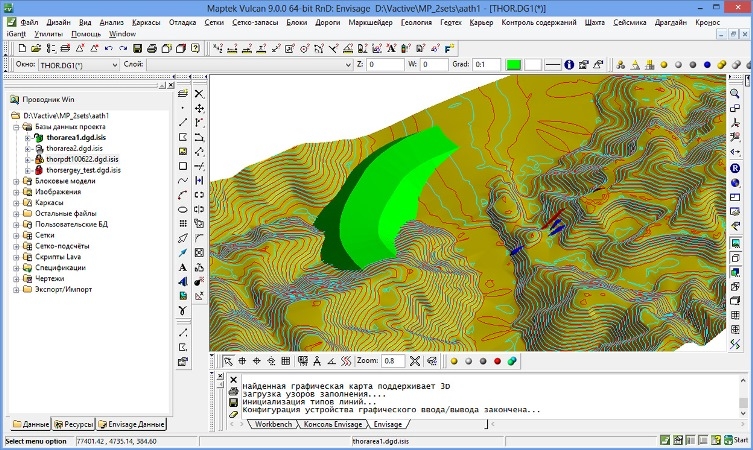 Maptek Vulcan 9.0.0 64-bit RnD: Envisage D:\Vactive\MP_2sets\aath1 - [THOR.DG1(*)]
Файл Дизайн Вид Анализ Каркасы Отладка Сетки Сетко-запасы Блоки Дороги Маркшейдер Геология Геотех Карьер Контроль содержаний Шахта Сейсмика Драглайн Кронос
iGantt Утилиты Помощь Window
Окно: THOR.DG1(*) Слой: Z: 0 W: 0 Grad: 0:1
Проводник Win
D:\Vactive\MP_2sets\aath1
Базы данных проекта
thorarea1.dgd.isis
thorarea2.dgd.isis
thorpdt100622.dgd.isis
thorsergey_test.dgd.isis
Блоковые модели
Изображения
Каркасы
Остальные файлы
Пользовательские БД
Сетки
Сетко-подсчёты
Скрипты Lava
Спецификации
Чертежи
Экспорт/Импорт
Zoom: 0.8
Найденная графическая карта поддерживает 3D
Загрузка узоров заполнения....
Инициализация типов линий...
Конфигурация устройства графического ввода/вывода закончена...
Workbench Консоль Envisage Envisage
Данные Ресурсы Envisage Данные
Select menu option 77401.42 , 4735.14, 384.60 thorarea1.dgd.isis Start